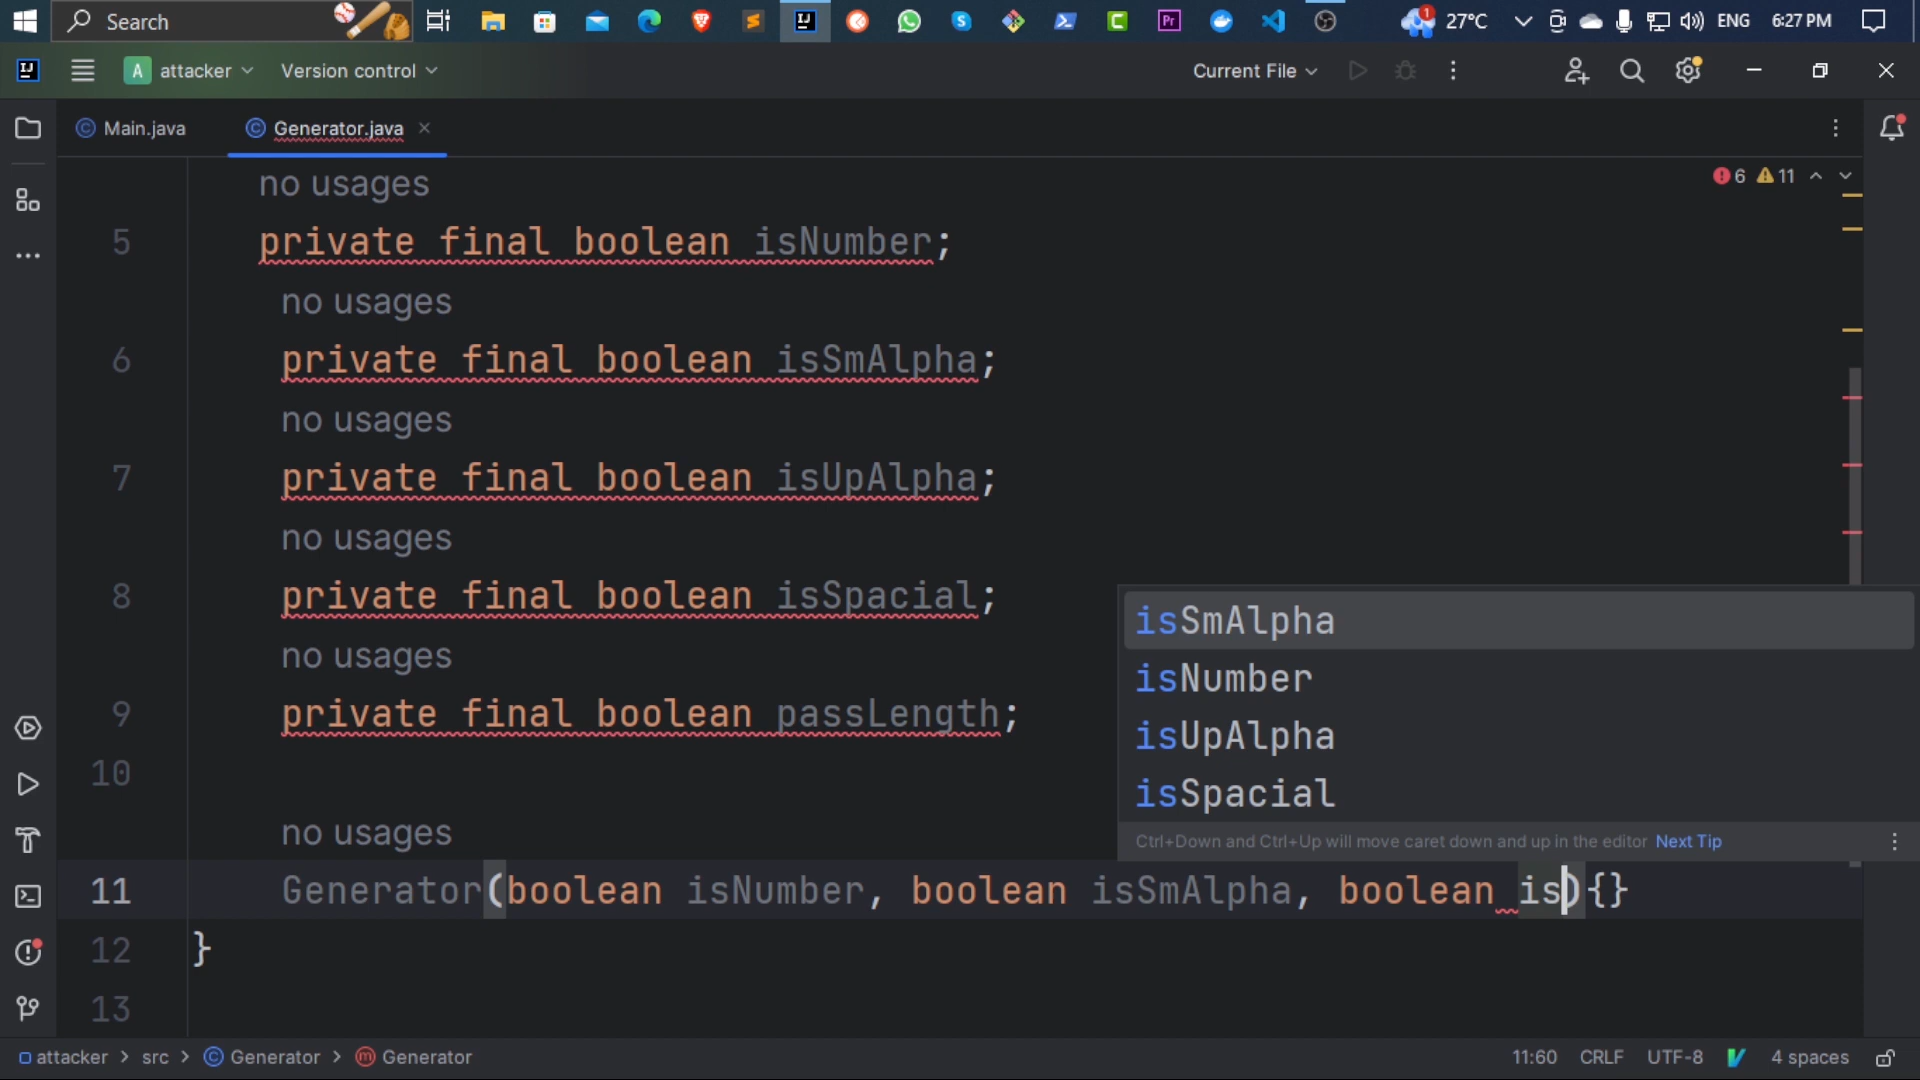 Search
1
27°C
ENG
6:27 PM
A attacker
Version control
Current File
Main.java
Generator.java
6 11
no usages
5 private final boolean isNumber;
no usages
6 private final boolean isSmAlpha;
no usages
7 private final boolean isUpAlpha;
no usages
8 private final boolean isSpacial;
no usages
9 private final boolean passLength;
10
no usages
11 Generator(boolean isNumber, boolean isSmAlpha, boolean is){}
12 }
13
isSmAlpha
isNumber
isUpAlpha
isSpacial
Ctrl+Down and Ctrl+Up will move caret down and up in the editor Next Tip
attacker > src > Generator > Generator
11:60 CRLF UTF-8 4 spaces